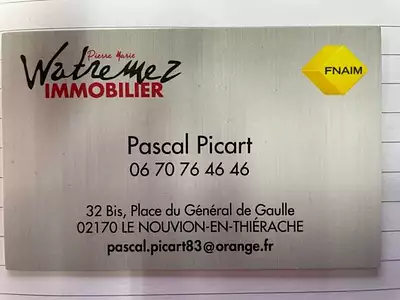 Pierre Marie
Watremez
IMMOBILIER
FNAIM
Pascal Picart
06 70 76 46 46
32 Bis, Place du Général de Gaulle
02170 LE NOUVION-EN-THIÉRACHE
pascal.picart83@orange.fr